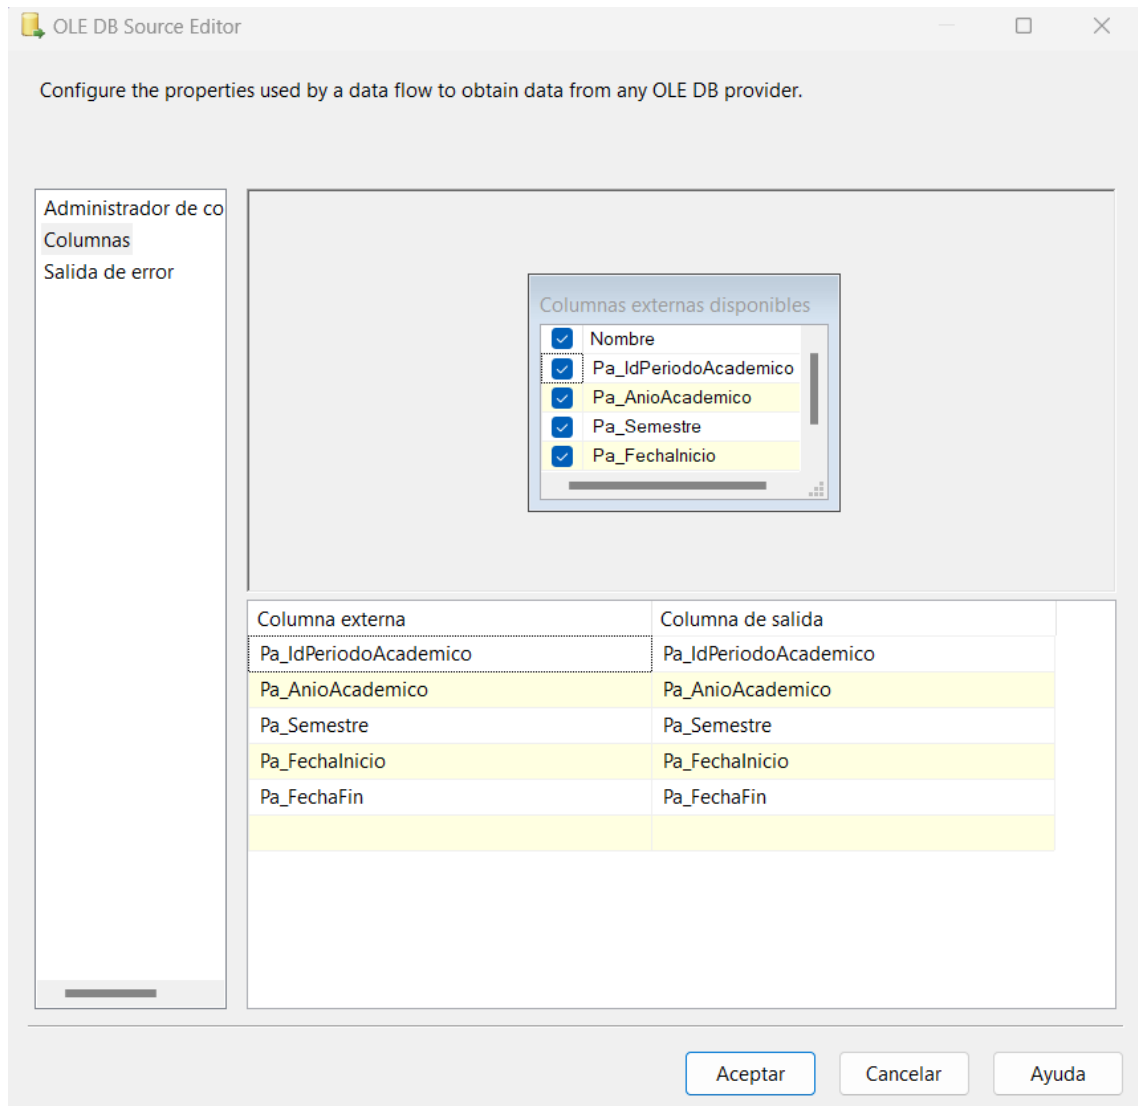 OLE DB Source Editor
Configure the properties used by a data flow to obtain data from any OLE DB provider.
Administrador de co
Columnas
Salida de error
Columnas externas disponibles
Nombre
Pa_IdPeriodoAcademico
Pa_AnioAcademico
Pa_Semestre
Pa_FechaInicio
Columna externa Columna de salida
Pa_IdPeriodoAcademico Pa_IdPeriodoAcademico
Pa_AnioAcademico Pa_AnioAcademico
Pa_Semestre Pa_Semestre
Pa_FechaInicio Pa_FechaInicio
Pa_FechaFin Pa_FechaFin
Aceptar Cancelar Ayuda